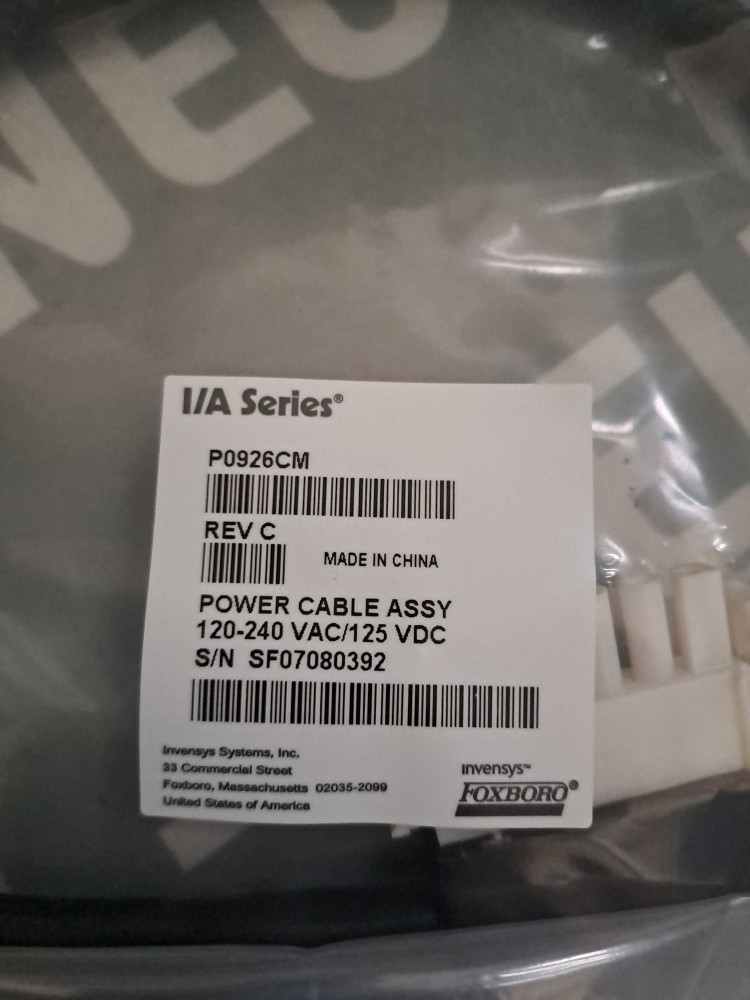 I/A Series®
P0926CM
REV C
MADE IN CHINA
POWER CABLE ASSY
120-240 VAC/125 VDC
S/N SF07080392
Invensys Systems, Inc.
33 Commercial Street
Foxboro, Massachusetts 02035-2099
United States of America
invensys™
FOXBORO®